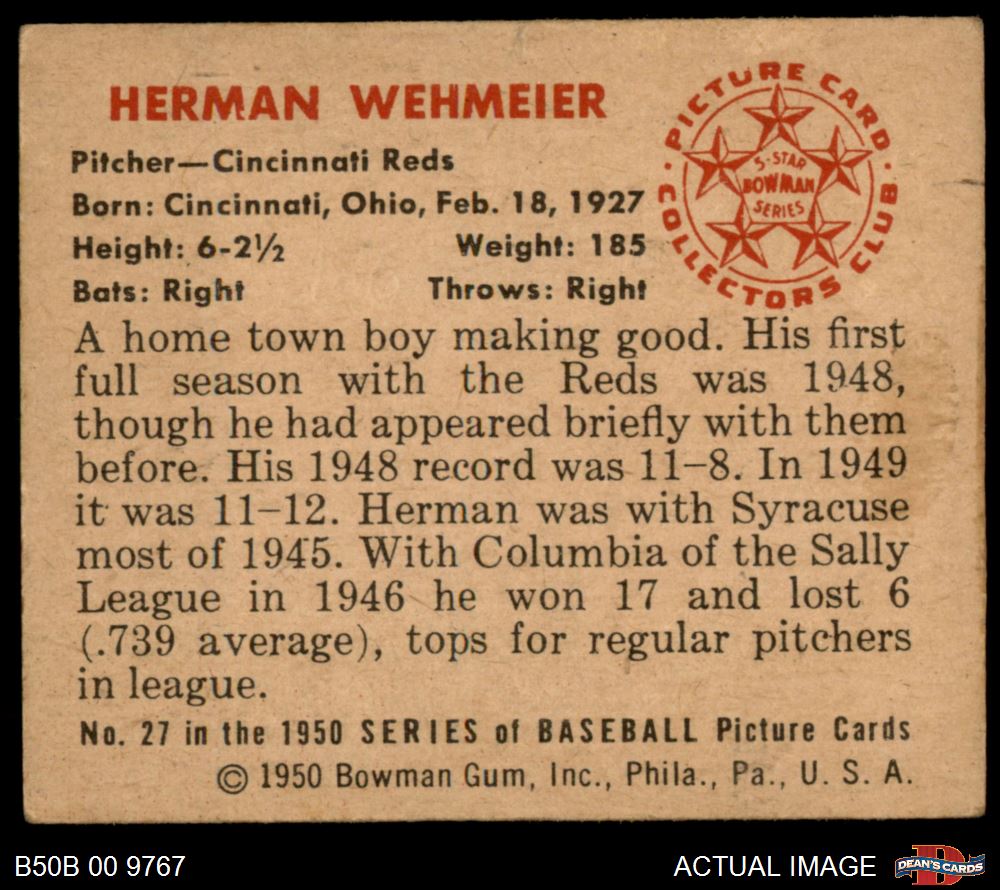 HERMAN WEHMEIER
Pitcher—Cincinnati Reds
Born: Cincinnati, Ohio, Feb. 18, 1927
Height: 6-2½ Weight: 185
Bats: Right Throws: Right
PICTURE CARD
COLLECTORS CLUB
5-STAR
BOWMAN
SERIES
A home town boy making good. His first
full season with the Reds was 1948,
though he had appeared briefly with them
before. His 1948 record was 11–8. In 1949
it was 11–12. Herman was with Syracuse
most of 1945. With Columbia of the Sally
League in 1946 he won 17 and lost 6
(.739 average), tops for regular pitchers
in league.
No. 27 in the 1950 SERIES of BASEBALL Picture Cards
© 1950 Bowman Gum, Inc., Phila., Pa., U. S. A.
B50B 00 9767
ACTUAL IMAGE
D
DEAN'S CARDS